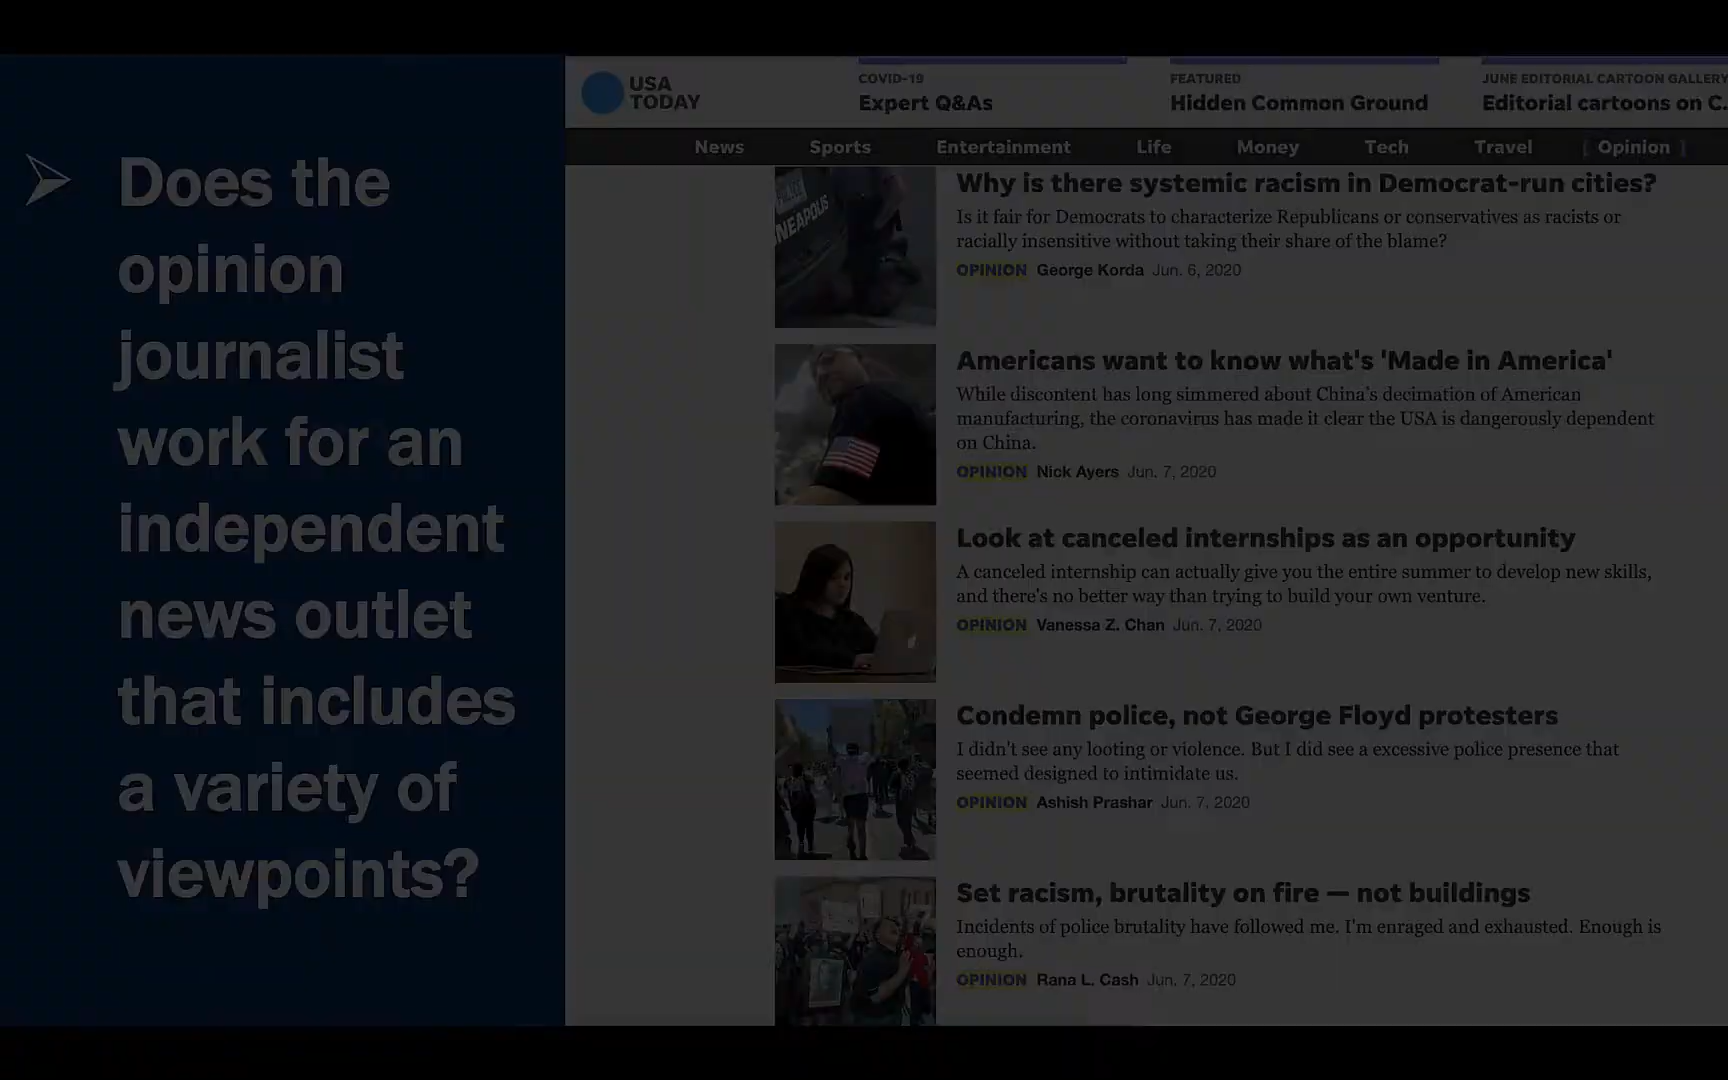 Does the
opinion
journalist
work for an
independent
news outlet
that includes
a variety of
viewpoints?
USA
TODAY
COVID-19
Expert Q&As
FEATURED
Hidden Common Ground
JUNE EDITORIAL CARTOON GALLERY
Editorial cartoons on C...
News Sports Entertainment Life Money Tech Travel [ Opinion ]
Why is there systemic racism in Democrat-run cities?
Is it fair for Democrats to characterize Republicans or conservatives as racists or
racially insensitive without taking their share of the blame?
OPINION George Korda Jun. 6, 2020
Americans want to know what's 'Made in America'
While discontent has long simmered about China's decimation of American
manufacturing, the coronavirus has made it clear the USA is dangerously dependent
on China.
OPINION Nick Ayers Jun. 7, 2020
Look at canceled internships as an opportunity
A canceled internship can actually give you the entire summer to develop new skills,
and there's no better way than trying to build your own venture.
OPINION Vanessa Z. Chan Jun. 7, 2020
Condemn police, not George Floyd protesters
I didn't see any looting or violence. But I did see a excessive police presence that
seemed designed to intimidate us.
OPINION Ashish Prashar Jun. 7, 2020
Set racism, brutality on fire — not buildings
Incidents of police brutality have followed me. I'm enraged and exhausted. Enough is
enough.
OPINION Rana L. Cash Jun. 7, 2020